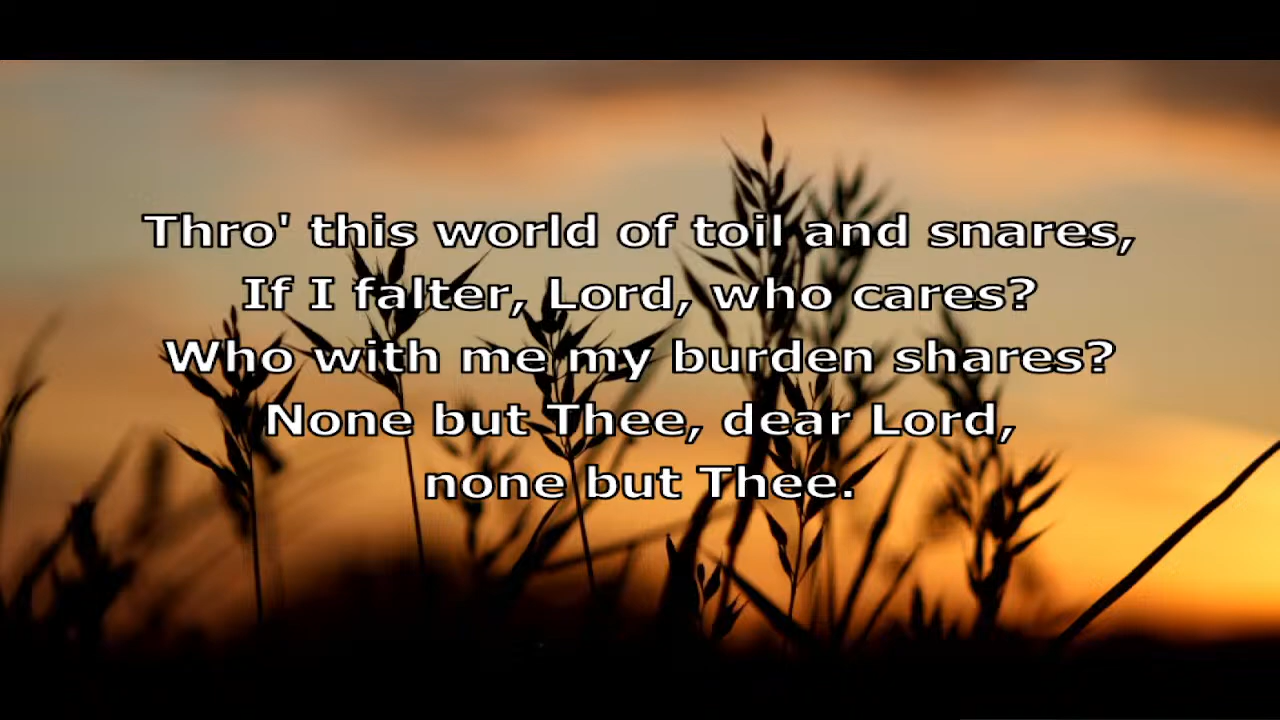 Thro' this world of toil and snares,
If I falter, Lord, who cares?
Who with me my burden shares?
None but Thee, dear Lord,
none but Thee.